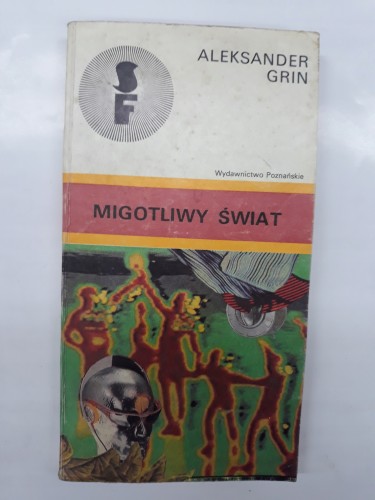 SF
ALEKSANDER
GRIN
Wydawnictwo Poznańskie
MIGOTLIWY ŚWIAT